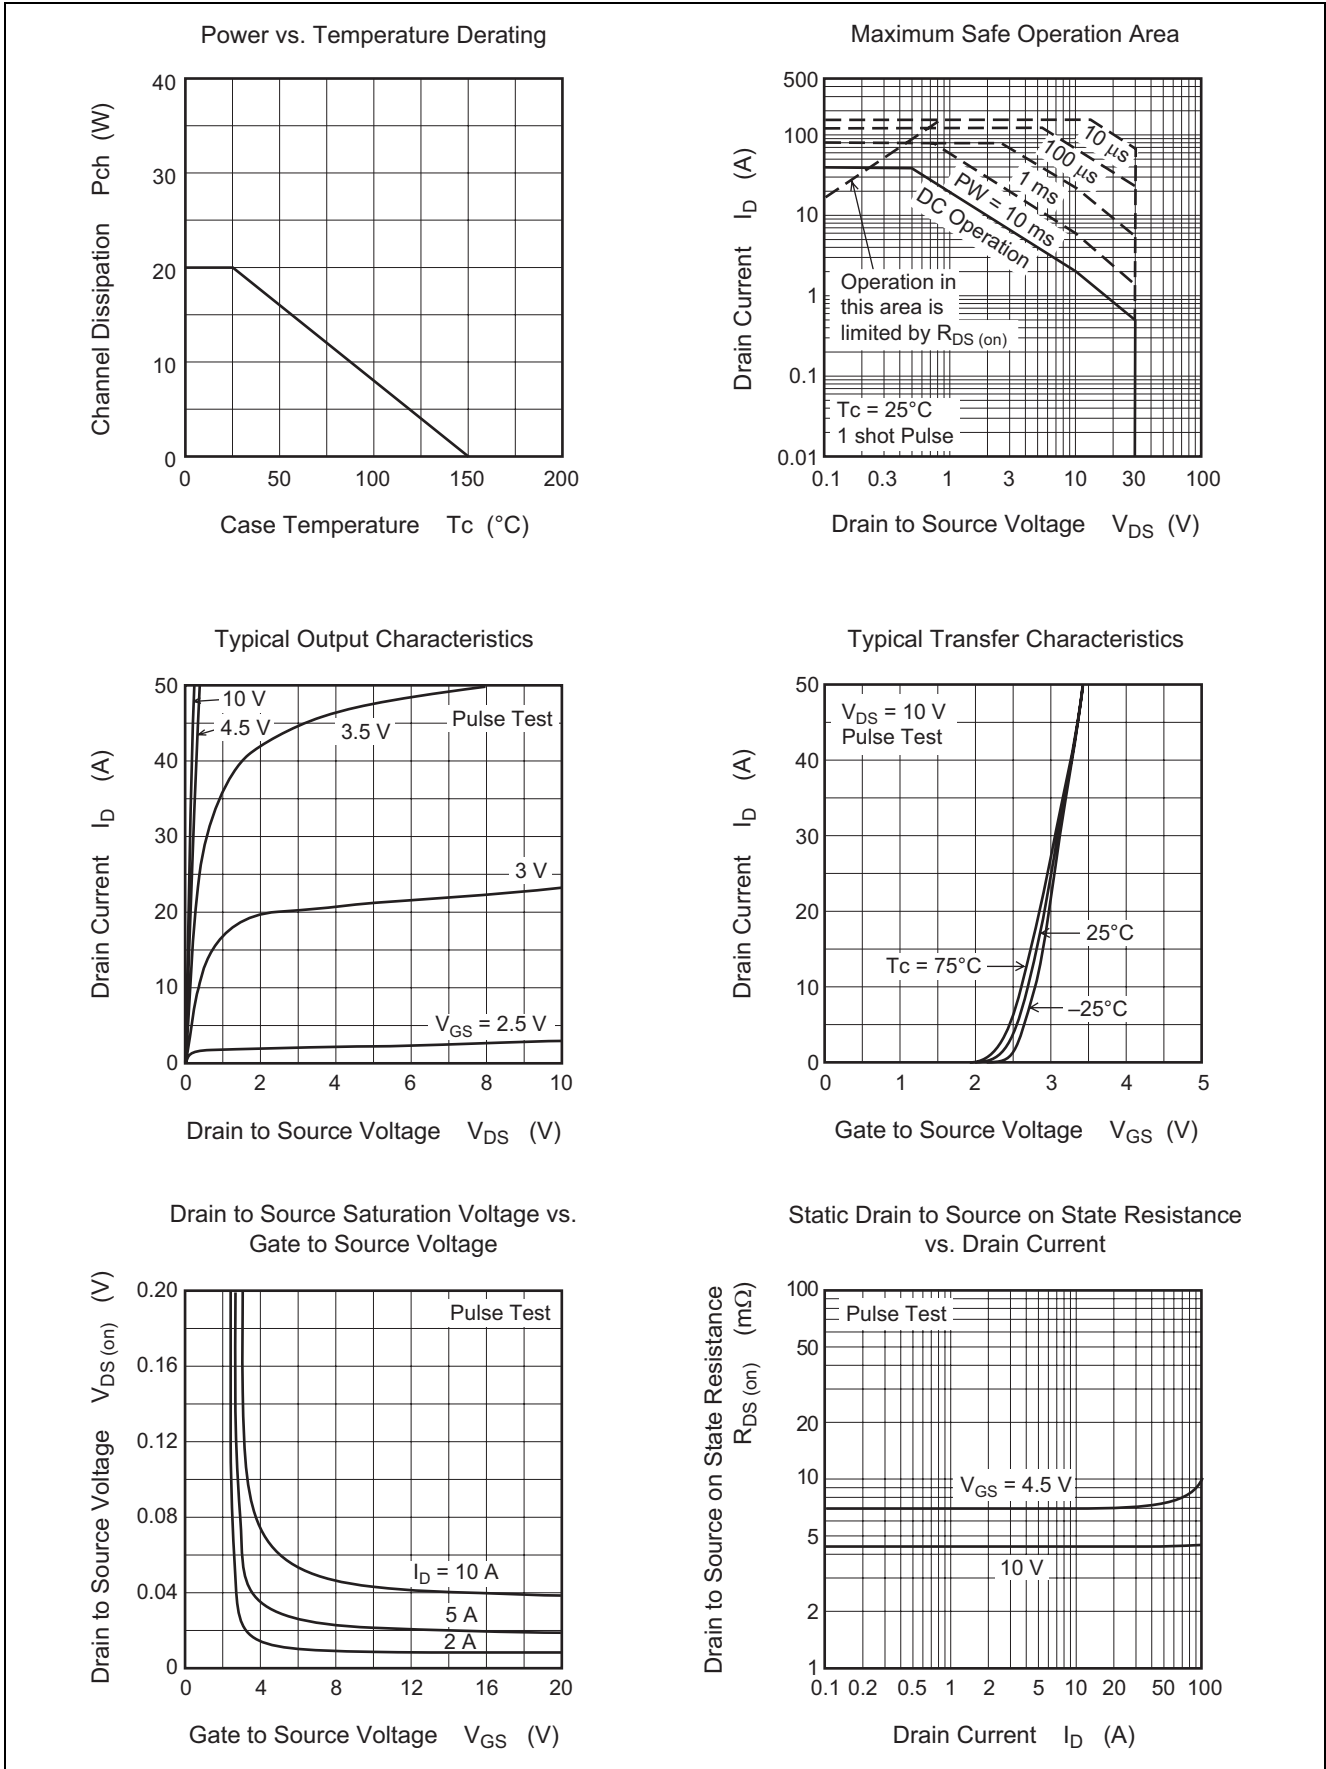 Power vs. Temperature Derating
40
30
20
10
0
0 50 100 150 200
Channel Dissipation Pch (W)
Case Temperature Tc (°C)
Maximum Safe Operation Area
500
100
10
1
0.1
0.01
0.1 0.3 1 3 10 30 100
Drain Current I_D (A)
10 μs
100 μs
1 ms
PW = 10 ms
DC Operation
Operation in
this area is
limited by R_DS (on)
Tc = 25°C
1 shot Pulse
Drain to Source Voltage V_DS (V)
Typical Output Characteristics
50
40
30
20
10
0
0 2 4 6 8 10
Drain Current I_D (A)
10 V
4.5 V
3.5 V
Pulse Test
3 V
V_GS = 2.5 V
Drain to Source Voltage V_DS (V)
Typical Transfer Characteristics
50
40
30
20
10
0
0 1 2 3 4 5
Drain Current I_D (A)
V_DS = 10 V
Pulse Test
25°C
Tc = 75°C
–25°C
Gate to Source Voltage V_GS (V)
Drain to Source Saturation Voltage vs.
Gate to Source Voltage
0.20
0.16
0.12
0.08
0.04
0
0 4 8 12 16 20
Drain to Source Voltage V_DS (on) (V)
Pulse Test
I_D = 10 A
5 A
2 A
Gate to Source Voltage V_GS (V)
Static Drain to Source on State Resistance
vs. Drain Current
100
50
20
10
5
2
1
0.1 0.2 0.5 1 2 5 10 20 50 100
Drain to Source on State Resistance
R_DS (on) (mΩ)
Pulse Test
V_GS = 4.5 V
10 V
Drain Current I_D (A)